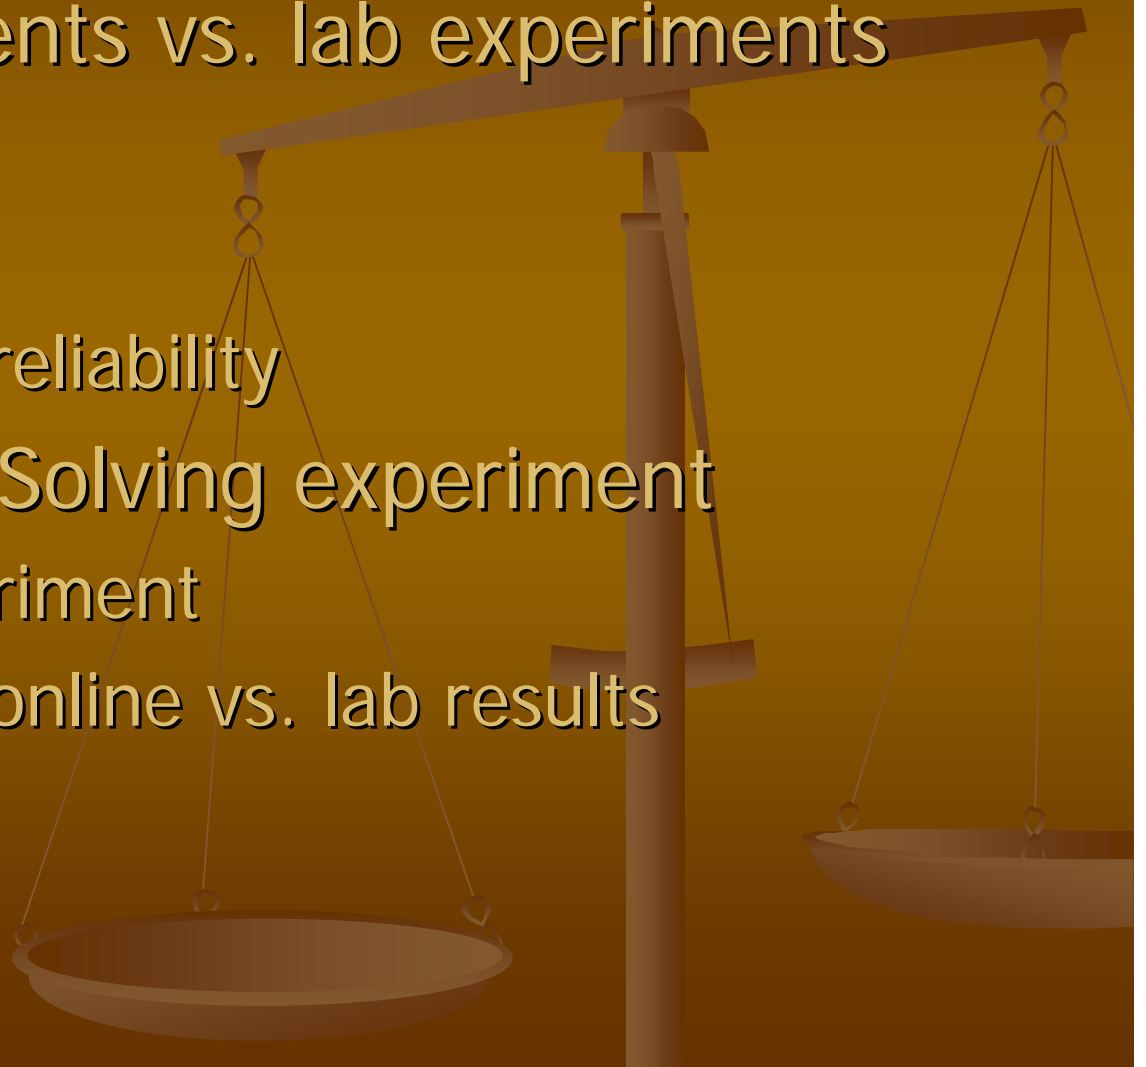 ents vs. lab experiments
reliability
Solving experiment
riment
online vs. lab results